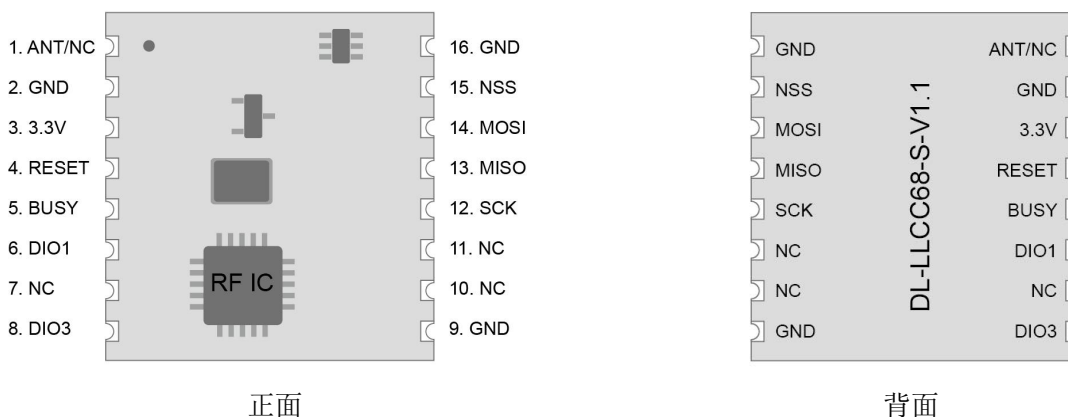 1. ANT/NC
2. GND
3. 3.3V
4. RESET
5. BUSY
6. DIO1
7. NC
8. DIO3
RF IC
16. GND
15. NSS
14. MOSI
13. MISO
12. SCK
11. NC
10. NC
9. GND
正面
GND
NSS
MOSI
MISO
SCK
NC
NC
GND
DL-LLCC68-S-V1.1
ANT/NC
GND
3.3V
RESET
BUSY
DIO1
NC
DIO3
背面